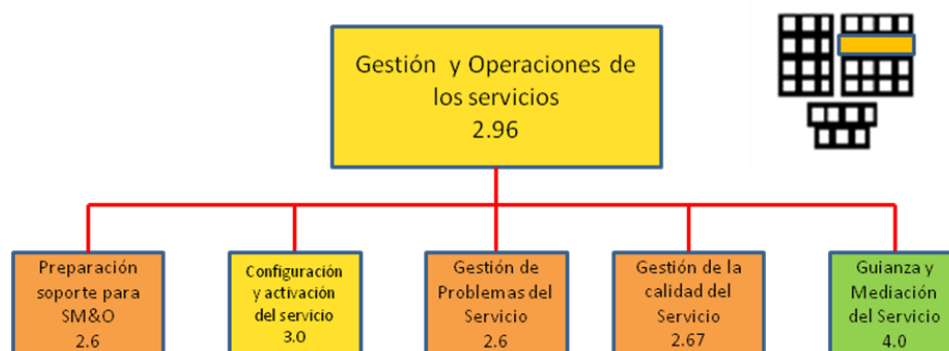 Gestión y Operaciones de
los servicios
2.96
Preparación
soporte para
SM&O
2.6
Configuración
y activación
del servicio
3.0
Gestión de
Problemas del
Servicio
2.6
Gestión de la
calidad del
Servicio
2.67
Guianza y
Mediación
del Servicio
4.0